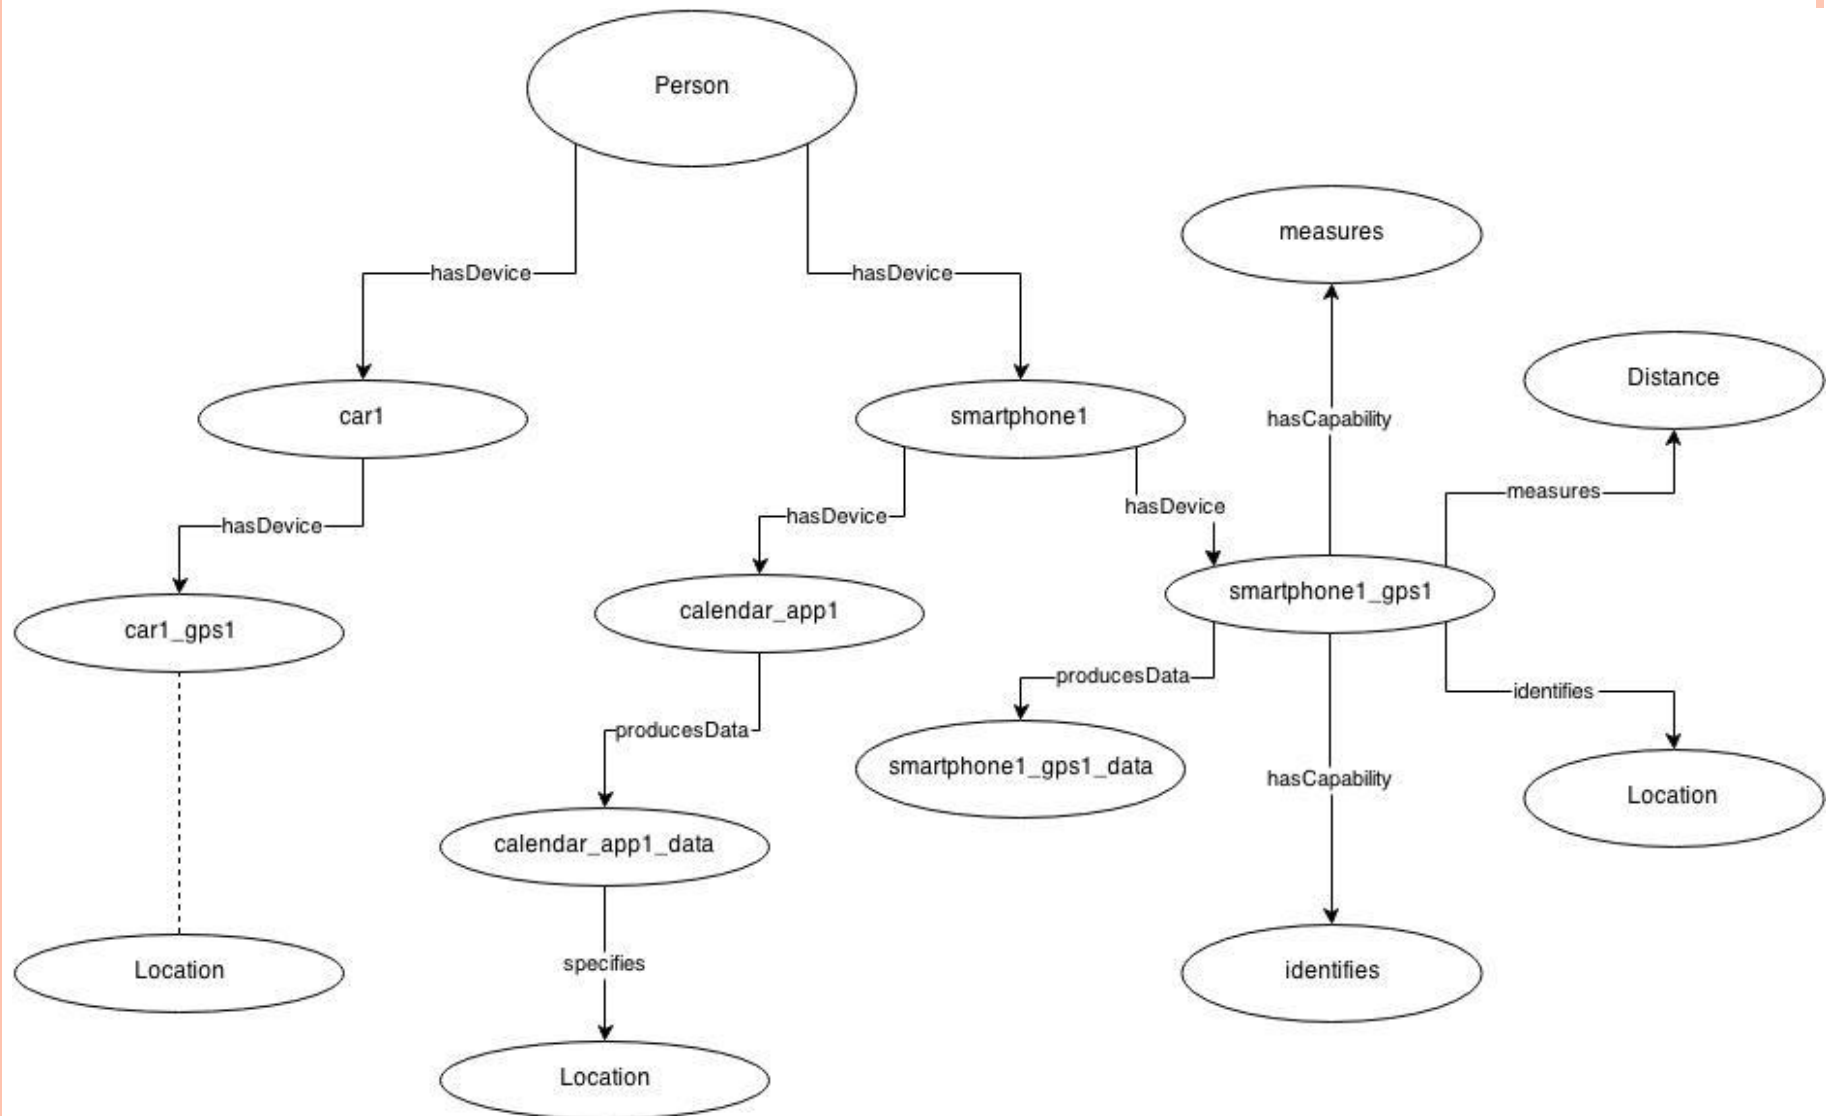 Person
measures
hasDevice
hasDevice
Distance
car1
smartphone1
hasCapability
measures
hasDevice
hasDevice
hasDevice
smartphone1_gps1
calendar_app1
car1_gps1
producesData
identifies
producesData
smartphone1_gps1_data
hasCapability
Location
calendar_app1_data
specifies
Location
identifies
Location